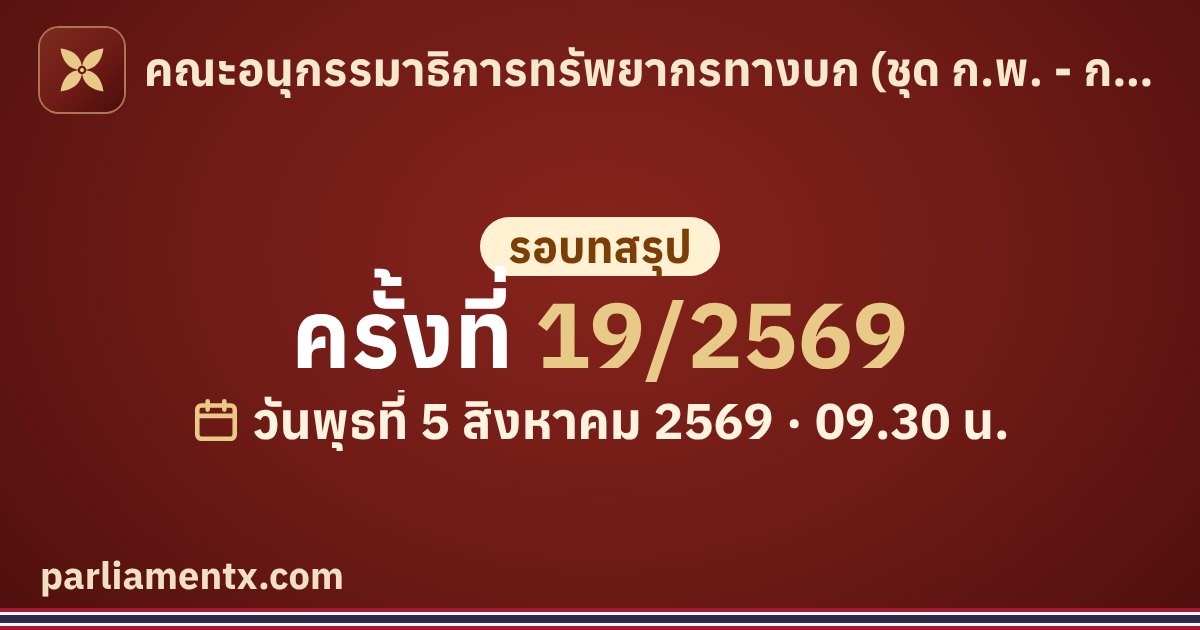 คณะอนุกรรมาธิการทรัพยากรทางบก (ชุด ก.พ. - ก...
รอบทสรุป
ครั้งที่ 19/2569
วันพุธที่ 5 สิงหาคม 2569 · 09.30 น.
parliamentx.com